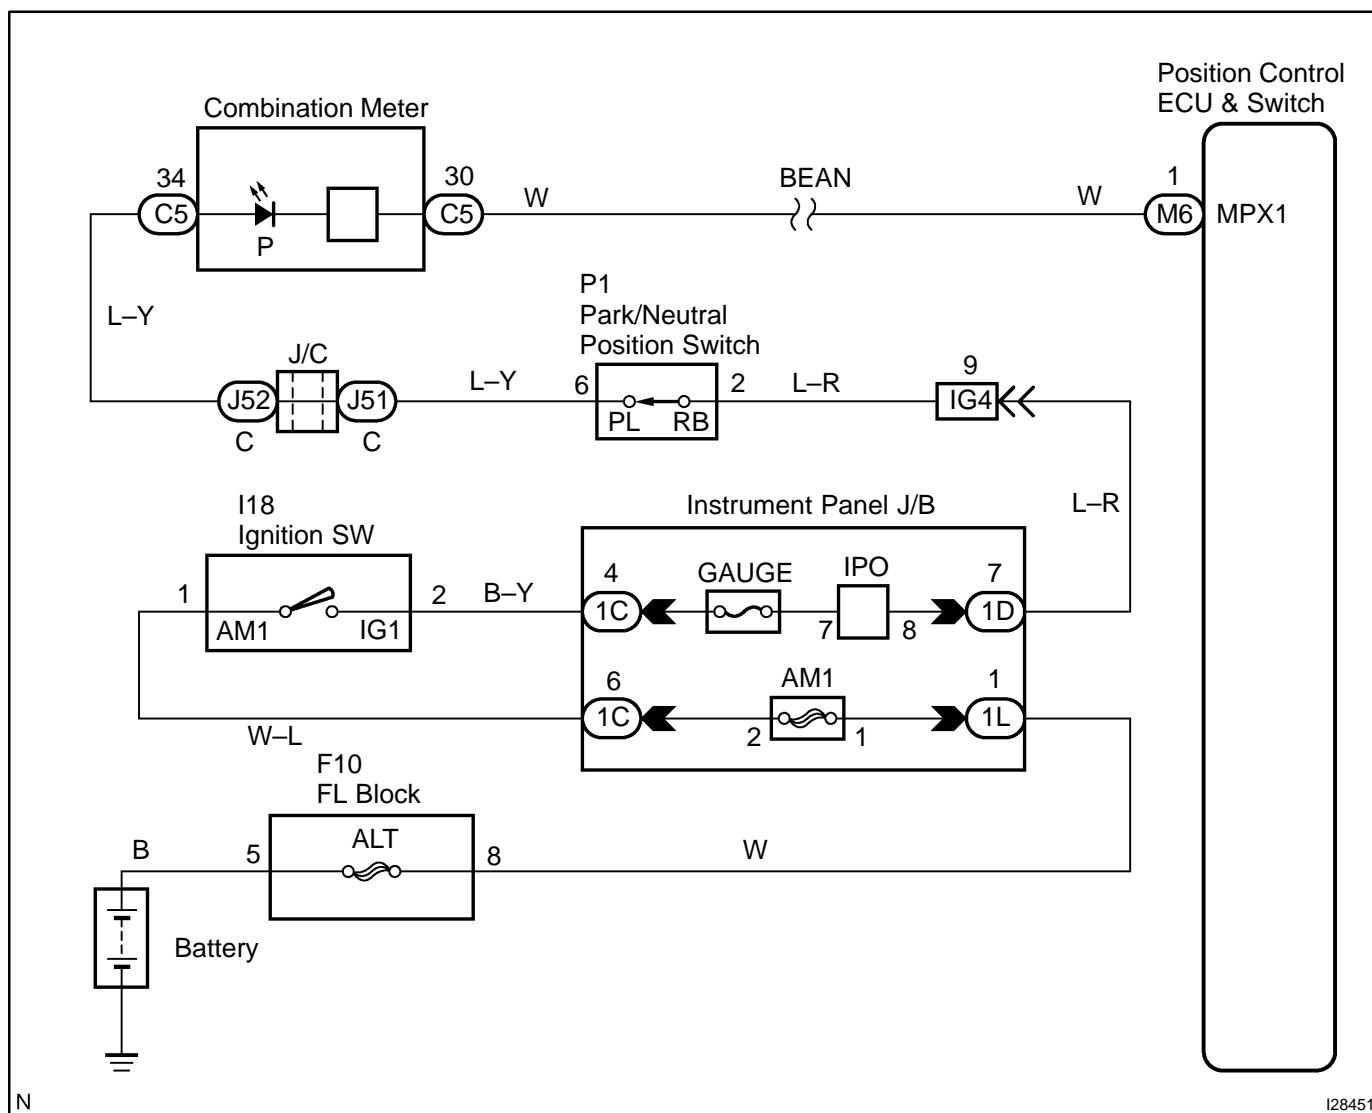 Position Control
ECU & Switch
Combination Meter
34
30
BEAN
1
C5
C5
W
W
M6
MPX1
P
P1
Park/Neutral
Position Switch
L–Y
J/C
L–Y
6
2
L–R
9
J52
J51
IG4
C
C
PL
RB
I18
Ignition SW
Instrument Panel J/B
L–R
1
2
B–Y
4
GAUGE
IPO
7
AM1
IG1
1C
7
8
1D
6
AM1
1
W–L
1C
2
1
1L
F10
FL Block
B
5
ALT
8
W
Battery
N
I28451